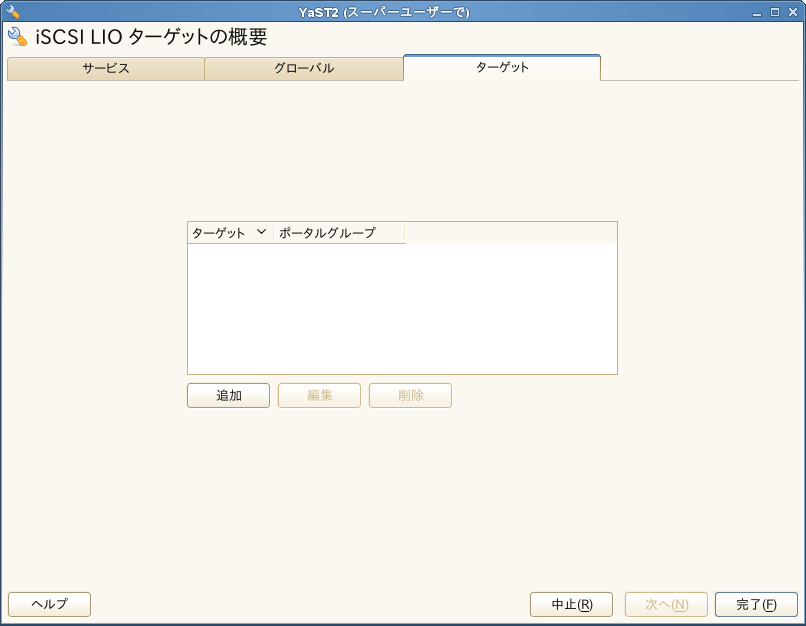 YaST2 (スーパーユーザーで)
iSCSI LIO ターゲットの概要
サービス グローバル ターゲット
ターゲット ポータルグループ
追加 編集 削除
ヘルプ 中止(R) 次へ(N) 完了(F)